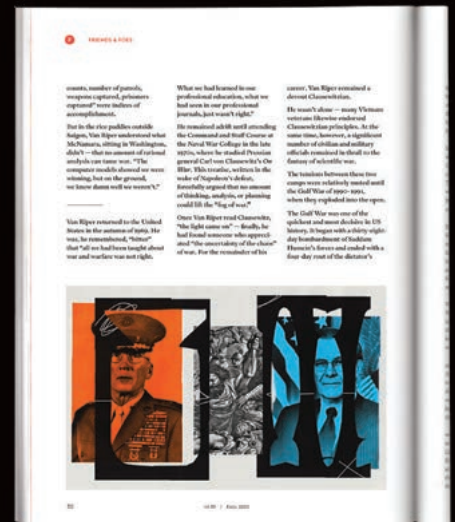 FRIENDS & FOES
counts, number of patrols,
weapons captured, prisoners
captured" were indices of
accomplishment.
But in the rice paddies outside
Saigon, Van Riper understood what
McNamara, sitting in Washington,
didn't — that no amount of rational
analysis can tame war. "The
computer models showed we were
winning, but on the ground,
we knew damn well we weren't."
Van Riper returned to the United
States in the autumn of 1969. He
was, he remembered, "bitter"
that "all we had been taught about
war and warfare was not right.
What we had learned in our
professional education, what we
had seen in our professional
journals, just wasn't right."
He remained adrift until attending
the Command and Staff Course at
the Naval War College in the late
1970s, where he studied Prussian
general Carl von Clausewitz's On
War. This treatise, written in the
wake of Napoleon's defeat,
forcefully argued that no amount
of thinking, analysis, or planning
could lift the "fog of war."
Once Van Riper read Clausewitz,
"the light came on" — finally, he
had found someone who appreci-
ated "the uncertainty of the chaos"
of war. For the remainder of his
career, Van Riper remained a
devout Clausewitzian.
He wasn't alone — many Vietnam
veterans likewise endorsed
Clausewitzian principles. At the
same time, however, a significant
number of civilian and military
officials remained in thrall to the
fantasy of scientific war.
The tensions between these two
camps were relatively muted until
the Gulf War of 1990–1991,
when they exploded into the open.
The Gulf War was one of the
quickest and most decisive in US
history. It began with a thirty-eight-
day bombardment of Saddam
Hussein's forces and ended with a
four-day rout of the dictator's